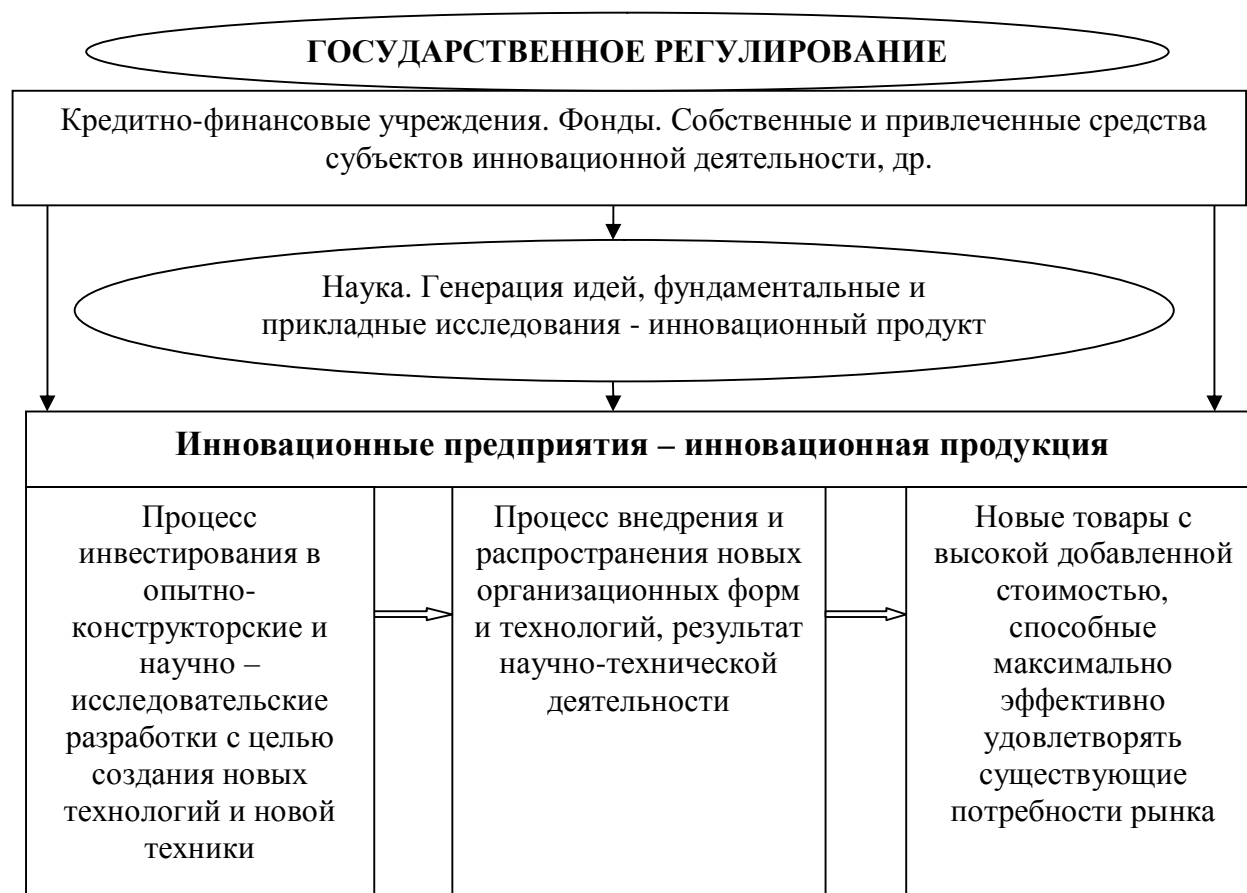 ГОСУДАРСТВЕННОЕ РЕГУЛИРОВАНИЕ
Кредитно-финансовые учреждения. Фонды. Собственные и привлеченные средства
субъектов инновационной деятельности, др.
Наука. Генерация идей, фундаментальные и
прикладные исследования - инновационный продукт
Инновационные предприятия – инновационная продукция
Процесс
инвестирования в
опытно-
конструкторские и
научно –
исследовательские
разработки с целью
создания новых
технологий и новой
техники
Процесс внедрения и
распространения новых
организационных форм
и технологий, результат
научно-технической
деятельности
Новые товары с
высокой добавленной
стоимостью,
способные
максимально
эффективно
удовлетворять
существующие
потребности рынка